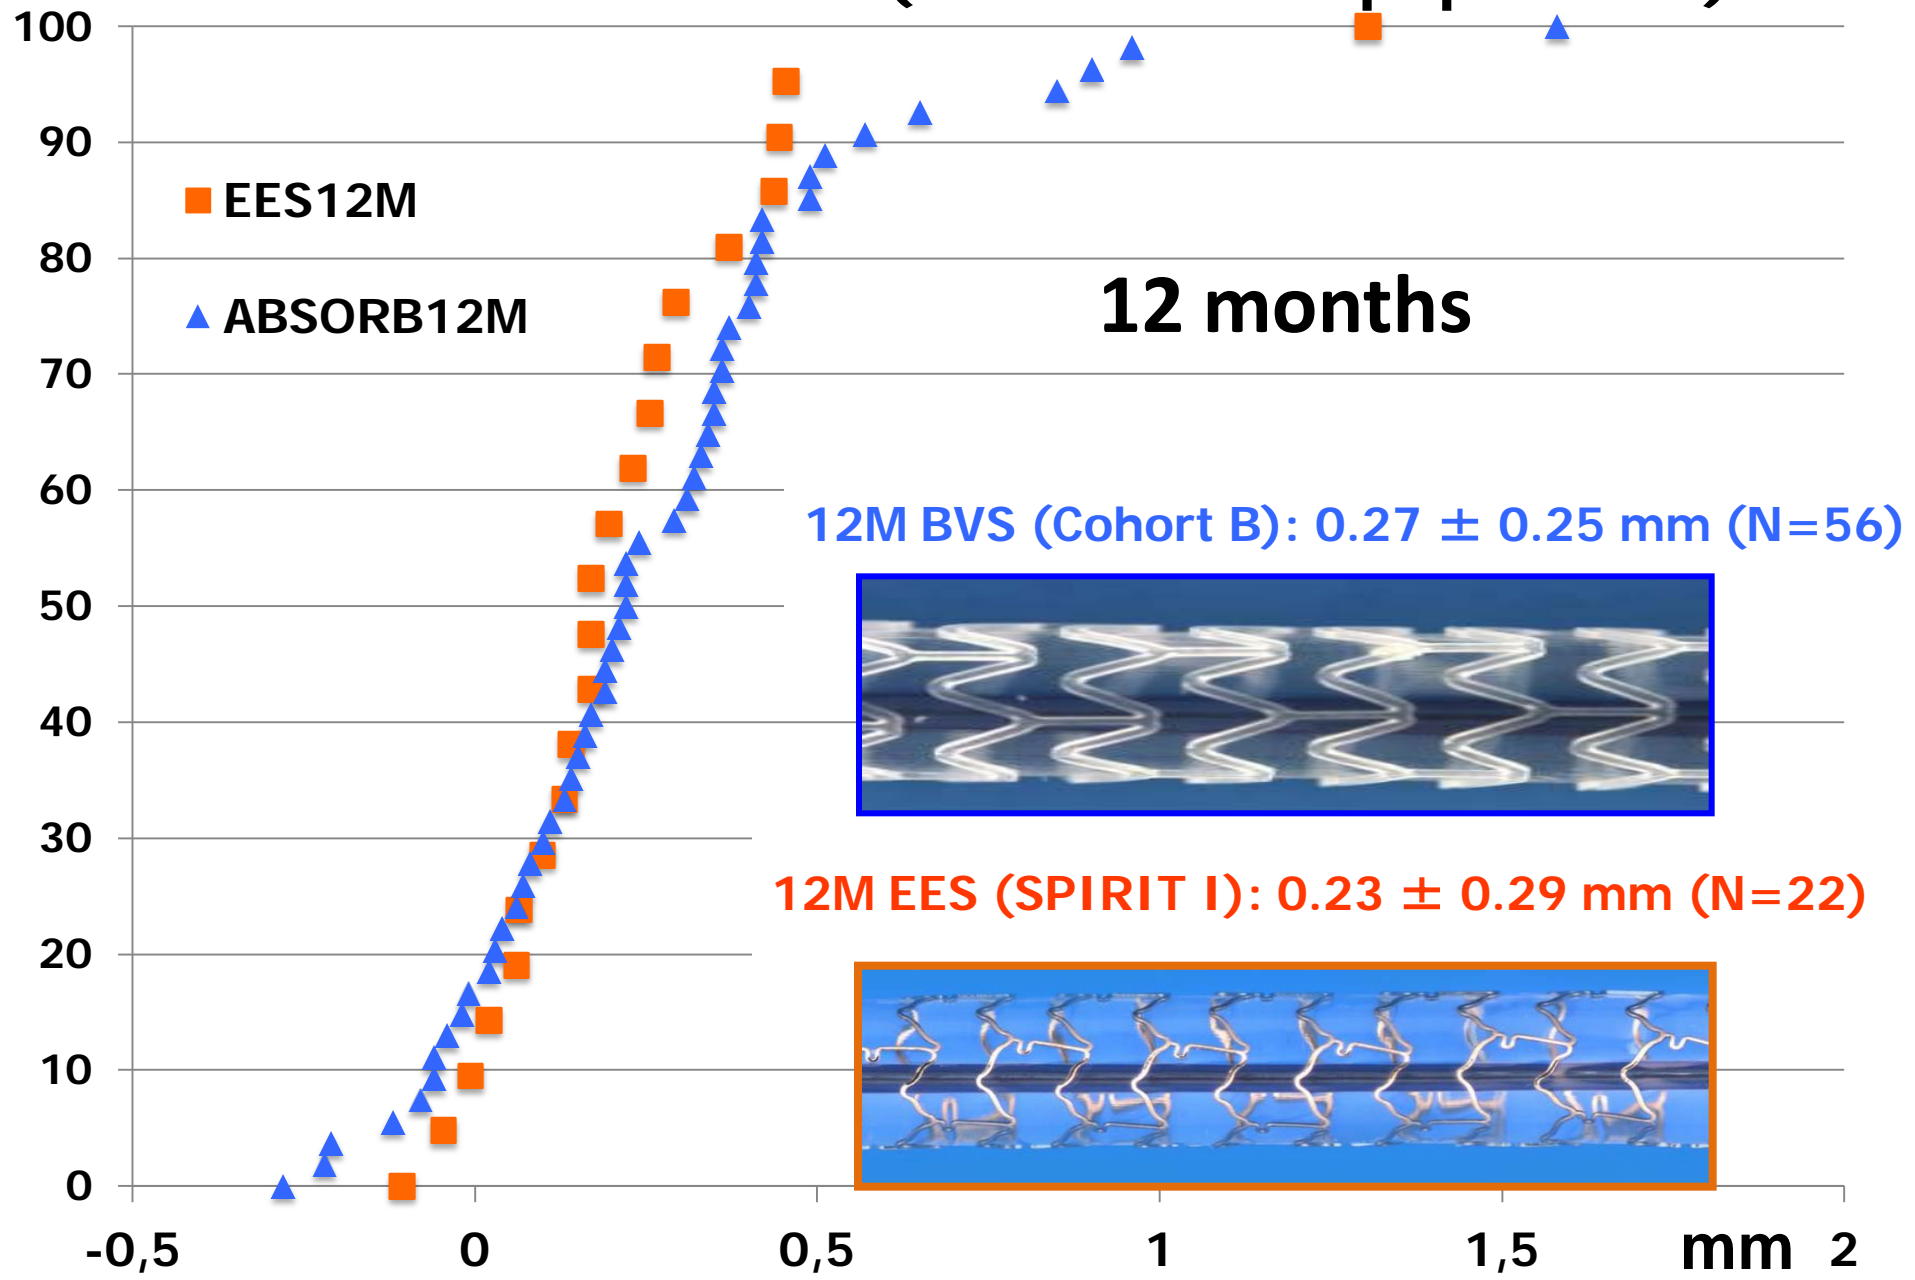 100
90
80
70
60
50
40
30
20
10
0
EES12M
ABSORB12M
12 months
12M BVS (Cohort B): 0.27 ± 0.25 mm (N=56)
12M EES (SPIRIT I): 0.23 ± 0.29 mm (N=22)
-0,5 0 0,5 1 1,5 mm 2